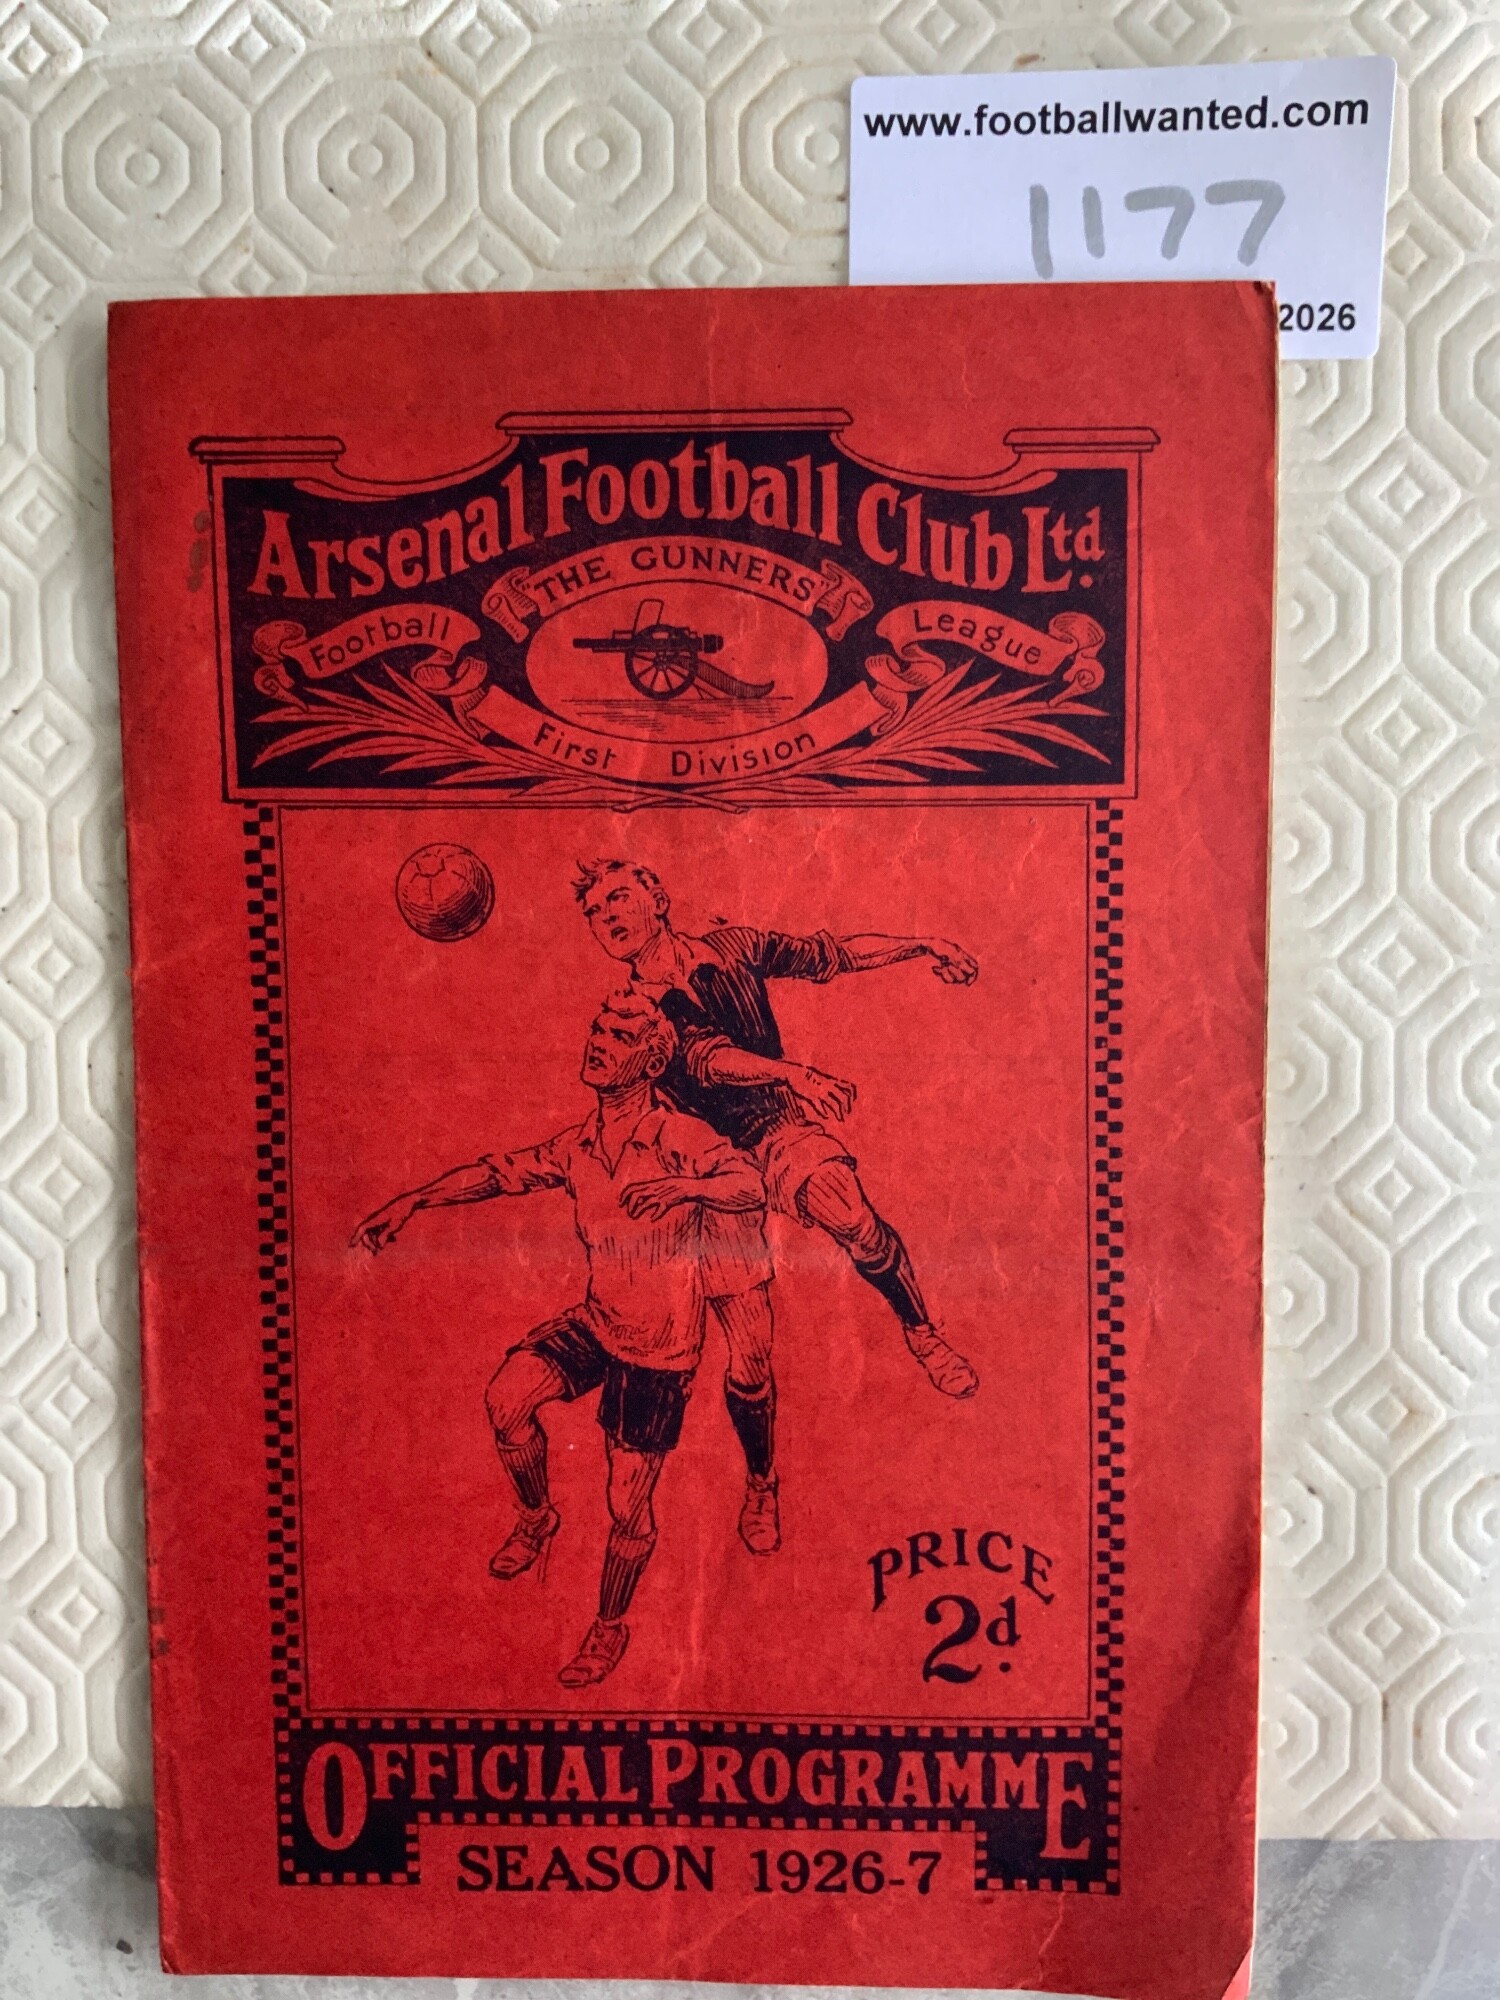 www.footballwanted.com
1177
2026
Arsenal Football Club Ltd.
"THE GUNNERS"
Football League
First Division
PRICE
2d.
OFFICIAL PROGRAMME
SEASON 1926-7